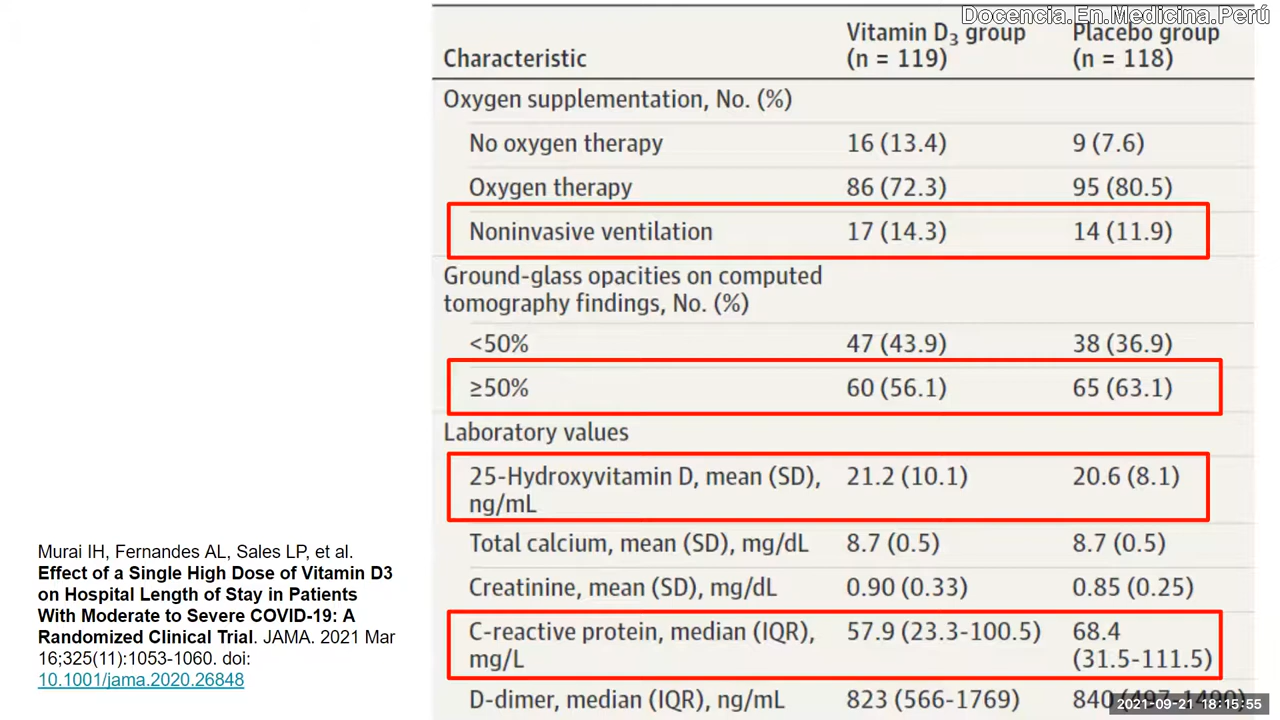 Docencia.En.Medicina.Perú
Characteristic Vitamin D3 group (n = 119) Placebo group (n = 118)
Oxygen supplementation, No. (%)
No oxygen therapy 16 (13.4) 9 (7.6)
Oxygen therapy 86 (72.3) 95 (80.5)
Noninvasive ventilation 17 (14.3) 14 (11.9)
Ground-glass opacities on computed
tomography findings, No. (%)
<50% 47 (43.9) 38 (36.9)
≥50% 60 (56.1) 65 (63.1)
Laboratory values
25-Hydroxyvitamin D, mean (SD), 21.2 (10.1) 20.6 (8.1)
ng/mL
Total calcium, mean (SD), mg/dL 8.7 (0.5) 8.7 (0.5)
Creatinine, mean (SD), mg/dL 0.90 (0.33) 0.85 (0.25)
C-reactive protein, median (IQR), 57.9 (23.3-100.5) 68.4
mg/L (31.5-111.5)
D-dimer, median (IQR), ng/mL 823 (566-1769) 840
Murai IH, Fernandes AL, Sales LP, et al.
Effect of a Single High Dose of Vitamin D3
on Hospital Length of Stay in Patients
With Moderate to Severe COVID-19: A
Randomized Clinical Trial. JAMA. 2021 Mar
16;325(11):1053-1060. doi:
10.1001/jama.2020.26848
2021-09-21 18:15:55